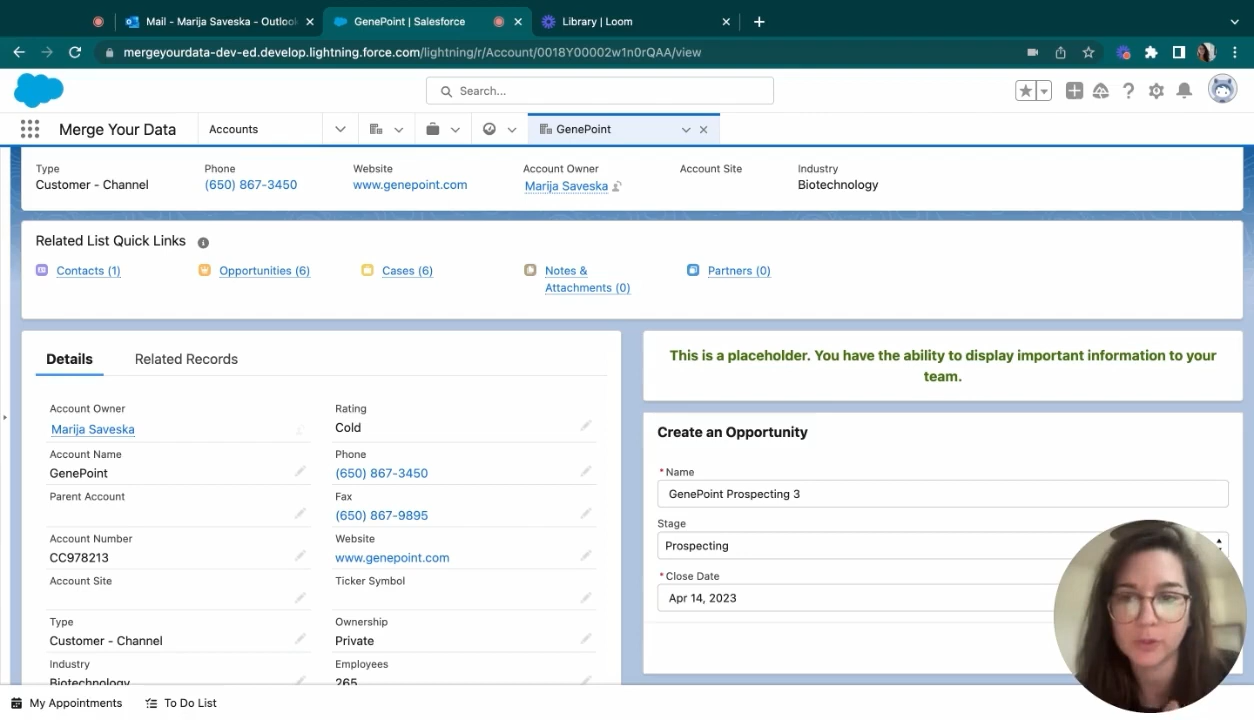 Mail - Marija Saveska - Outlook
GenePoint | Salesforce
Library | Loom
mergeyourdata-dev-ed.develop.lightning.force.com/lightning/r/Account/0018Y00002w1n0rQAA/view
Search...
Merge Your Data
Accounts
GenePoint
Type
Phone
Website
Account Owner
Account Site
Industry
Customer - Channel
(650) 867-3450
www.genepoint.com
Marija Saveska
Biotechnology
Related List Quick Links
Contacts (1)
Opportunities (6)
Cases (6)
Notes &
Attachments (0)
Partners (0)
Details
Related Records
Account Owner
Marija Saveska
Rating
Cold
Account Name
GenePoint
Phone
(650) 867-3450
Parent Account
Fax
(650) 867-9895
Account Number
CC978213
Website
www.genepoint.com
Account Site
Ticker Symbol
Type
Customer - Channel
Ownership
Private
Industry
Biotechnology
Employees
265
This is a placeholder. You have the ability to display important information to your
team.
Create an Opportunity
* Name
GenePoint Prospecting 3
Stage
Prospecting
* Close Date
Apr 14, 2023
My Appointments
To Do List